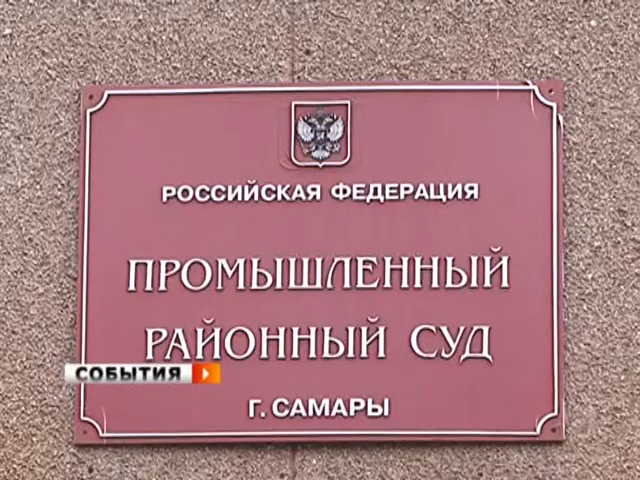 РОССИЙСКАЯ ФЕДЕРАЦИЯ
ПРОМЫШЛЕННЫЙ
РАЙОННЫЙ СУД
СОБЫТИЯ
Г. САМАРЫ